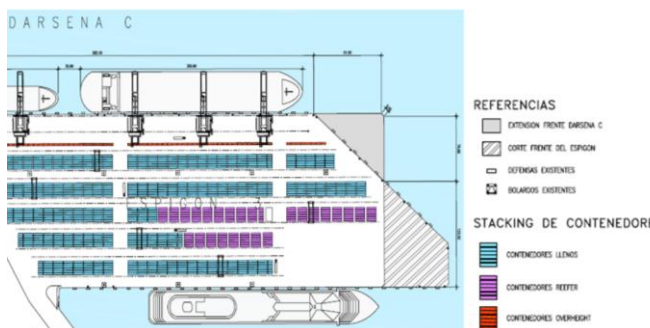 DARSENA C
ESPIGON 3
REFERENCIAS
EXTENSION FRENTE DARSENA C
CORTE FRENTE DEL ESPIGON
DEFENSAS EXISTENTES
BOLARDOS EXISTENTES
STACKING DE CONTENEDORE
CONTENEDORES LLENOS
CONTENEDORES REEFER
CONTENEDORES OVERHEIGHT